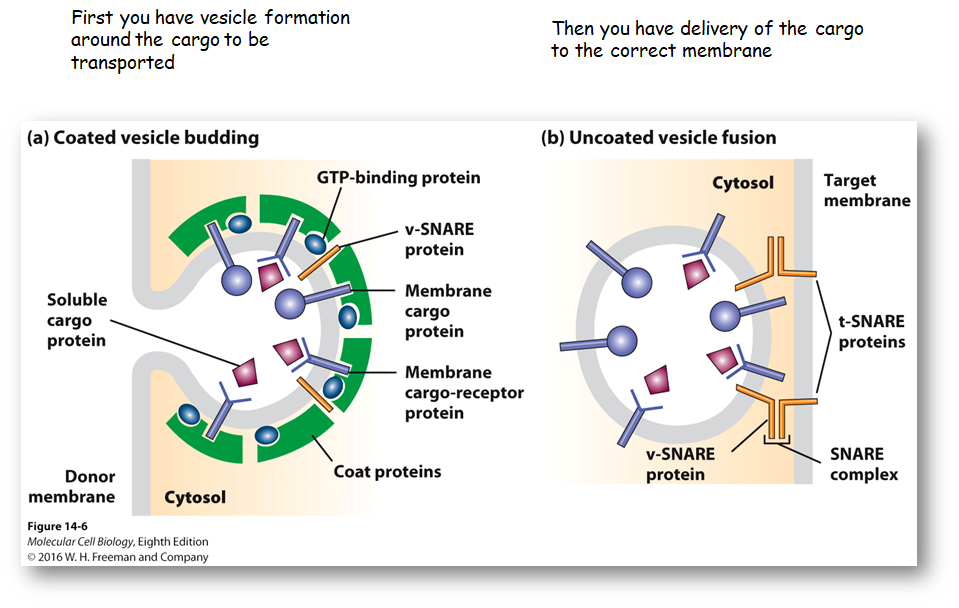 First you have vesicle formation
around the cargo to be
transported
Then you have delivery of the cargo
to the correct membrane
(a) Coated vesicle budding
GTP-binding protein
v-SNARE
protein
Membrane
cargo
protein
Soluble
cargo
protein
Membrane
cargo-receptor
protein
Coat proteins
Donor
membrane
Cytosol
(b) Uncoated vesicle fusion
Cytosol
Target
membrane
t-SNARE
proteins
v-SNARE
protein
SNARE
complex
Figure 14-6
Molecular Cell Biology, Eighth Edition
© 2016 W. H. Freeman and Company